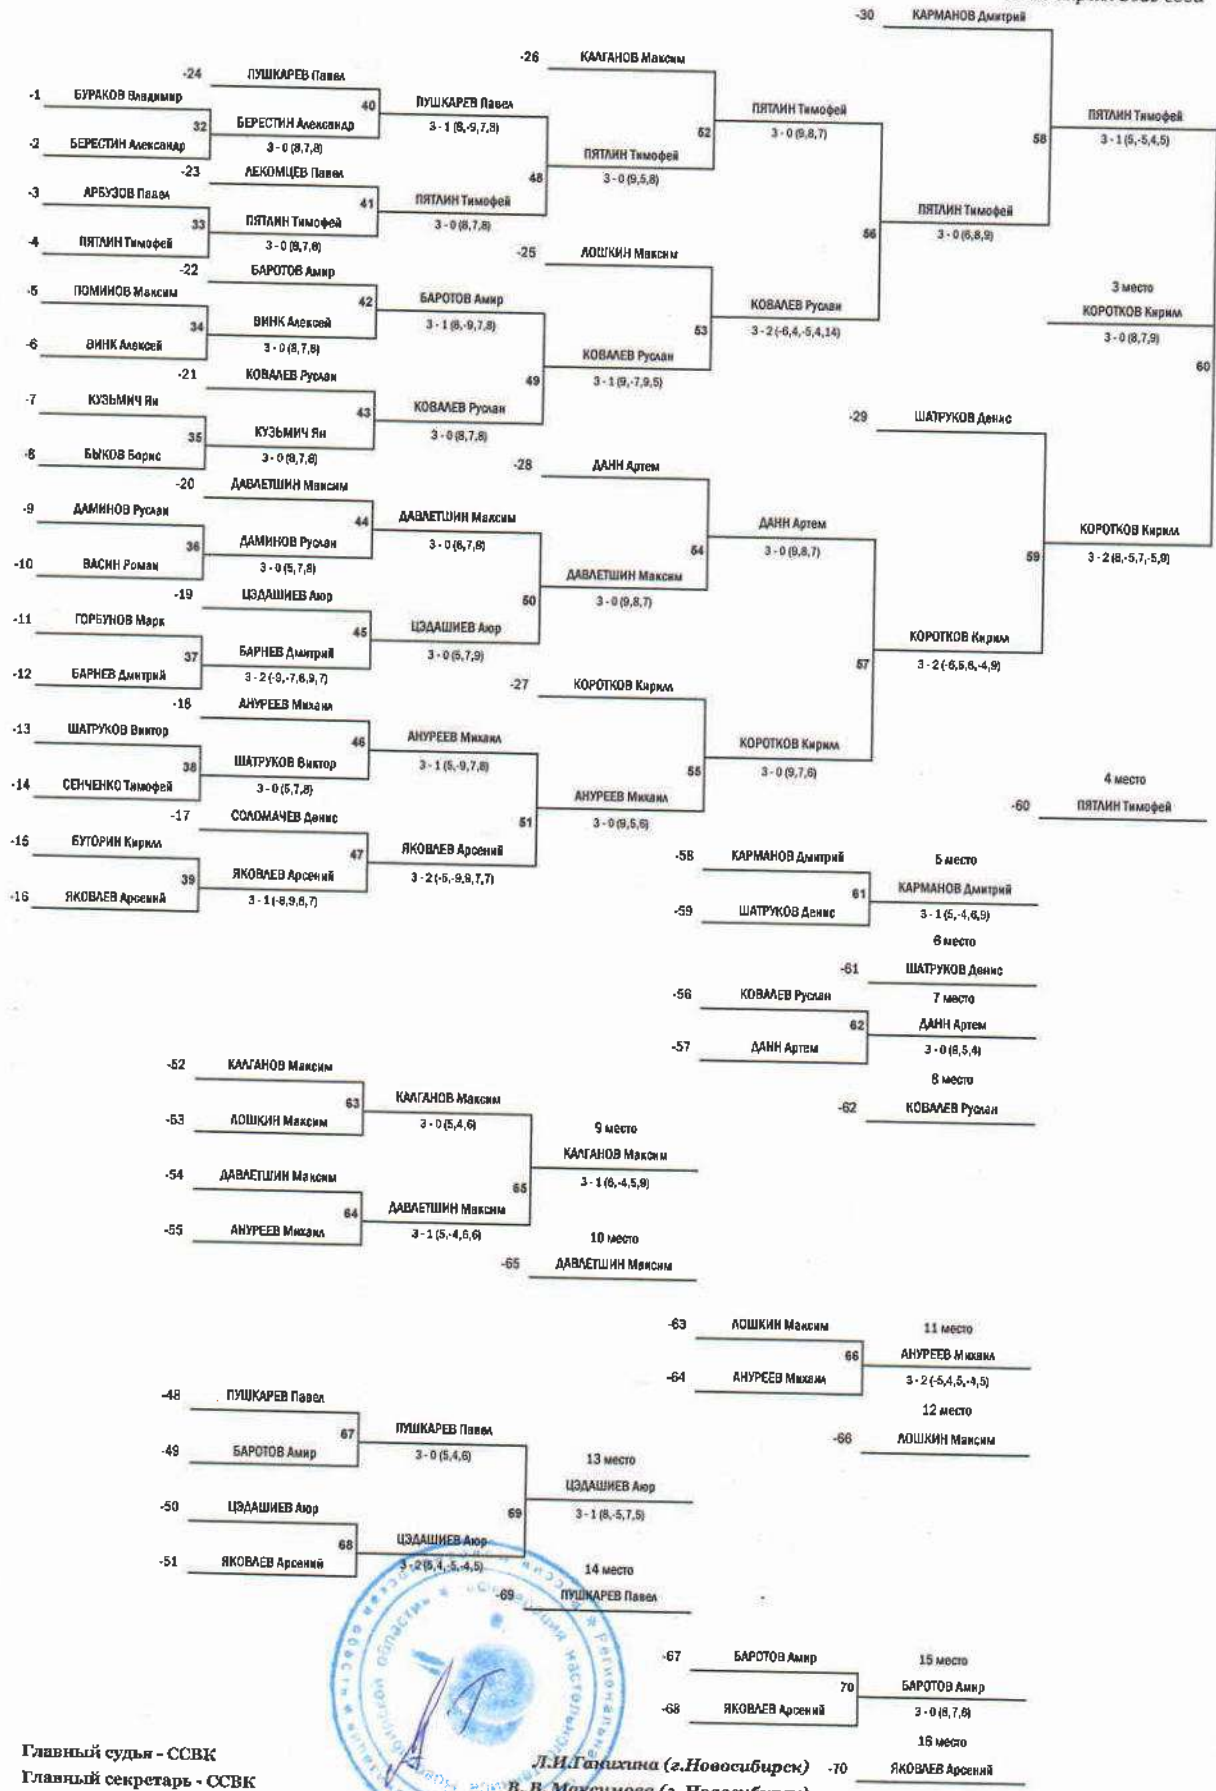 -30 КАРМАНОВ Дмитрий
-26 КАЛГАНОВ Максим
-24 ПУШКАРЕВ Павел
-1 БУРАКОВ Владимир
40
ПУШКАРЕВ Павел
ПЯТЛИН Тимофей
ПЯТЛИН Тимофей
32
БЕРЕСТИН Александр
3 - 1 (8,-9,7,8)
52
3 - 0 (9,8,7)
58
3 - 1 (5,-5,4,5)
-2 БЕРЕСТИН Александр
3 - 0 (8,7,8)
ПЯТЛИН Тимофей
-23 ЛЕКОМЦЕВ Павел
48
3 - 0 (9,5,8)
-3 АРБУЗОВ Павел
41
ПЯТЛИН Тимофей
ПЯТЛИН Тимофей
33
ПЯТЛИН Тимофей
3 - 0 (8,7,8)
56
3 - 0 (6,8,9)
-4 ПЯТЛИН Тимофей
3 - 0 (8,7,8)
-25 ЛОШКИН Максим
-22 БАРОТОВ Амир
-5 ПОМИНОВ Максим
42
БАРОТОВ Амир
КОВАЛЕВ Руслан
3 место
34
ВИНК Алексей
3 - 1 (8,-9,7,8)
53
3 - 2 (-6,4,-5,4,14)
КОРОТКОВ Кирилл
-6 ВИНК Алексей
3 - 0 (8,7,8)
КОВАЛЕВ Руслан
3 - 0 (8,7,9)
-21 КОВАЛЕВ Руслан
49
3 - 1 (9,-7,9,5)
60
-7 КУЗЬМИЧ Ян
43
КОВАЛЕВ Руслан
-29 ШАТРУКОВ Денис
35
КУЗЬМИЧ Ян
3 - 0 (8,7,8)
-8 БЫКОВ Борис
3 - 0 (8,7,8)
-28 ДАНН Артем
-20 ДАВЛЕТШИН Максим
-9 ДАМИНОВ Руслан
44
ДАВЛЕТШИН Максим
ДАНН Артем
КОРОТКОВ Кирилл
36
ДАМИНОВ Руслан
3 - 0 (6,7,8)
54
3 - 0 (9,8,7)
59
3 - 2 (8,-5,7,-5,9)
-10 ВАСИН Роман
3 - 0 (5,7,8)
ДАВЛЕТШИН Максим
-19 ЦЭДАШИЕВ Аюр
50
3 - 0 (9,8,7)
-11 ГОРБУНОВ Марк
45
ЦЭДАШИЕВ Аюр
КОРОТКОВ Кирилл
37
БАРНЕВ Дмитрий
3 - 0 (5,7,9)
57
3 - 2 (-6,5,6,-4,9)
-12 БАРНЕВ Дмитрий
3 - 2 (-9,-7,6,9,7)
-27 КОРОТКОВ Кирилл
-18 АНУРЕЕВ Михаил
-13 ШАТРУКОВ Виктор
46
АНУРЕЕВ Михаил
КОРОТКОВ Кирилл
38
ШАТРУКОВ Виктор
3 - 1 (5,-9,7,8)
55
3 - 0 (9,7,6)
4 место
-14 СЕНЧЕНКО Тимофей
3 - 0 (5,7,8)
АНУРЕЕВ Михаил
-60 ПЯТЛИН Тимофей
-17 СОЛОМАЧЕВ Денис
51
3 - 0 (9,5,6)
-15 БУТОРИН Кирилл
47
ЯКОВЛЕВ Арсений
-58 КАРМАНОВ Дмитрий
5 место
39
ЯКОВЛЕВ Арсений
3 - 2 (-5,-9,9,7,7)
61
КАРМАНОВ Дмитрий
-16 ЯКОВЛЕВ Арсений
3 - 1 (-8,9,8,7)
-59 ШАТРУКОВ Денис
3 - 1 (5,-4,6,9)
6 место
-61 ШАТРУКОВ Денис
-56 КОВАЛЕВ Руслан
7 место
62
ДАНН Артем
-57 ДАНН Артем
3 - 0 (8,5,4)
8 место
-62 КОВАЛЕВ Руслан
-52 КАЛГАНОВ Максим
63
КАЛГАНОВ Максим
-53 ЛОШКИН Максим
3 - 0 (5,4,6)
9 место
КАЛГАНОВ Максим
-54 ДАВЛЕТШИН Максим
65
3 - 1 (6,-4,5,9)
64
ДАВЛЕТШИН Максим
-55 АНУРЕЕВ Михаил
3 - 1 (5,-4,6,6)
10 место
-65 ДАВЛЕТШИН Максим
-63 ЛОШКИН Максим
11 место
66
АНУРЕЕВ Михаил
-64 АНУРЕЕВ Михаил
3 - 2 (-5,4,5,-4,5)
12 место
-66 ЛОШКИН Максим
-48 ПУШКАРЕВ Павел
67
ПУШКАРЕВ Павел
-49 БАРОТОВ Амир
3 - 0 (5,4,6)
13 место
ЦЭДАШИЕВ Аюр
-50 ЦЭДАШИЕВ Аюр
69
3 - 1 (8,-5,7,5)
68
ЦЭДАШИЕВ Аюр
-51 ЯКОВЛЕВ Арсений
3 - 2 (5,4,-5,-4,5)
14 место
-69 ПУШКАРЕВ Павел
-67 БАРОТОВ Амир
15 место
70
БАРОТОВ Амир
-68 ЯКОВЛЕВ Арсений
3 - 0 (8,7,6)
16 место
-70 ЯКОВЛЕВ Арсений
Главный судья - ССВК
Л.И.Ганихина (г.Новосибирск)
Главный секретарь - ССВК
В. В. Максимова (г. Новосибирск)